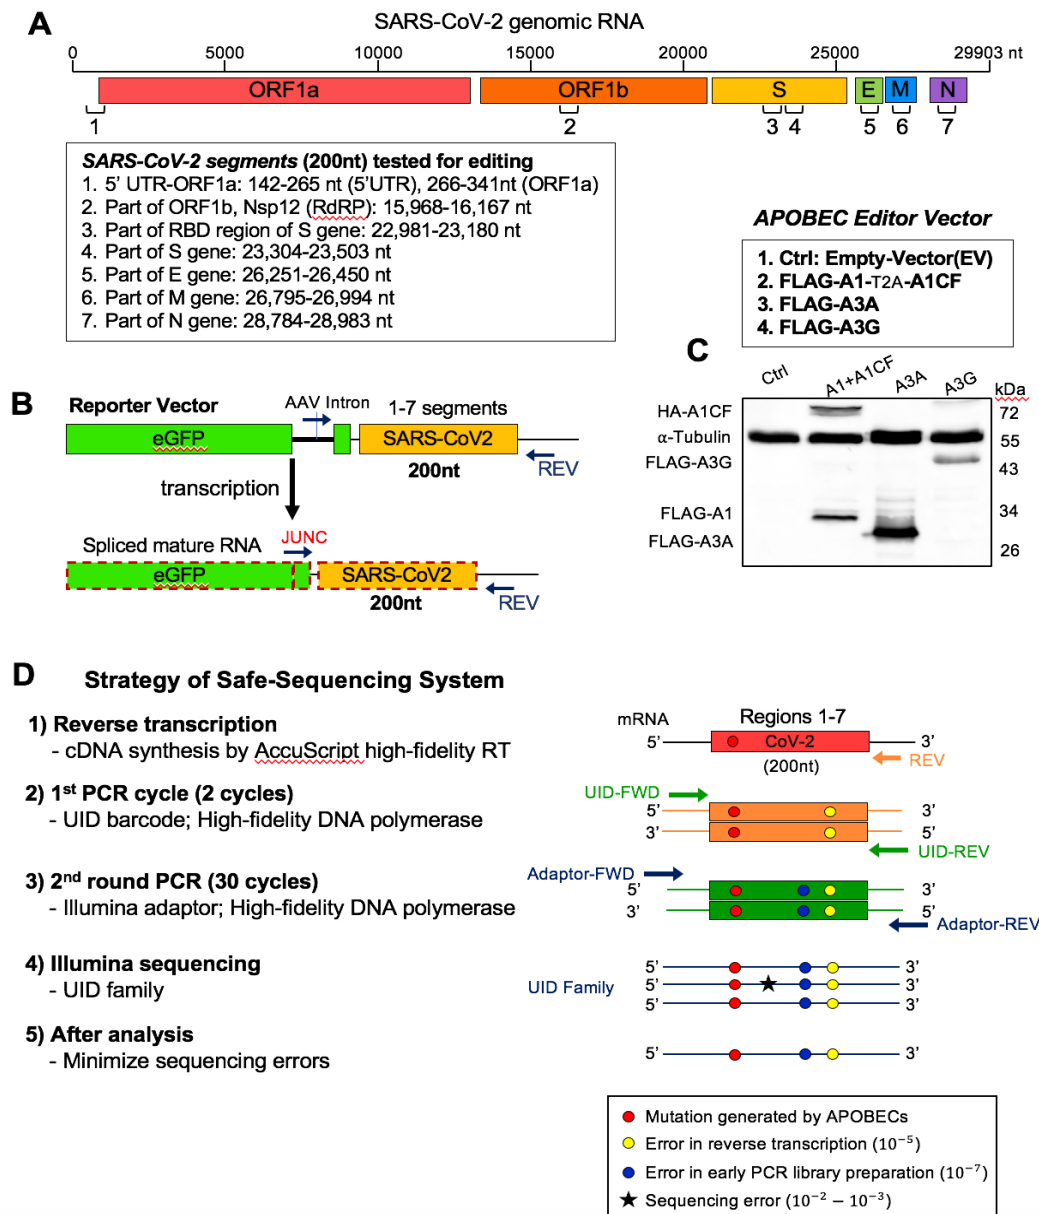 A
SARS-CoV-2 genomic RNA
0 5000 10000 15000 20000 25000 29903 nt
ORF1a ORF1b S E M N
1 2 3 4 5 6 7
SARS-CoV-2 segments (200nt) tested for editing
1. 5' UTR-ORF1a: 142-265 nt (5'UTR), 266-341nt (ORF1a)
2. Part of ORF1b, Nsp12 (RdRP): 15,968-16,167 nt
3. Part of RBD region of S gene: 22,981-23,180 nt
4. Part of S gene: 23,304-23,503 nt
5. Part of E gene: 26,251-26,450 nt
6. Part of M gene: 26,795-26,994 nt
7. Part of N gene: 28,784-28,983 nt
APOBEC Editor Vector
1. Ctrl: Empty-Vector(EV)
2. FLAG-A1-T2A-A1CF
3. FLAG-A3A
4. FLAG-A3G
B
Reporter Vector
AAV Intron
1-7 segments
eGFP
SARS-CoV2
200nt
REV
transcription
JUNC
Spliced mature RNA
eGFP
SARS-CoV2
200nt
REV
C
Ctrl A1+A1CF A3A A3G
kDa
HA-A1CF
α-Tubulin
FLAG-A3G
FLAG-A1
FLAG-A3A
72
55
43
34
26
D
Strategy of Safe-Sequencing System
1) Reverse transcription
- cDNA synthesis by AccuScript high-fidelity RT
2) 1st PCR cycle (2 cycles)
- UID barcode; High-fidelity DNA polymerase
3) 2nd round PCR (30 cycles)
- Illumina adaptor; High-fidelity DNA polymerase
4) Illumina sequencing
- UID family
5) After analysis
- Minimize sequencing errors
mRNA
Regions 1-7
5' CoV-2 3'
(200nt)
REV
UID-FWD
5' 3'
3' 5'
UID-REV
Adaptor-FWD
5' 3'
3' 5'
Adaptor-REV
5' 3'
UID Family 5' 3'
5' 3'
5' 3'
Mutation generated by APOBECs
Error in reverse transcription (10⁻⁵)
Error in early PCR library preparation (10⁻⁷)
★ Sequencing error (10⁻² − 10⁻³)